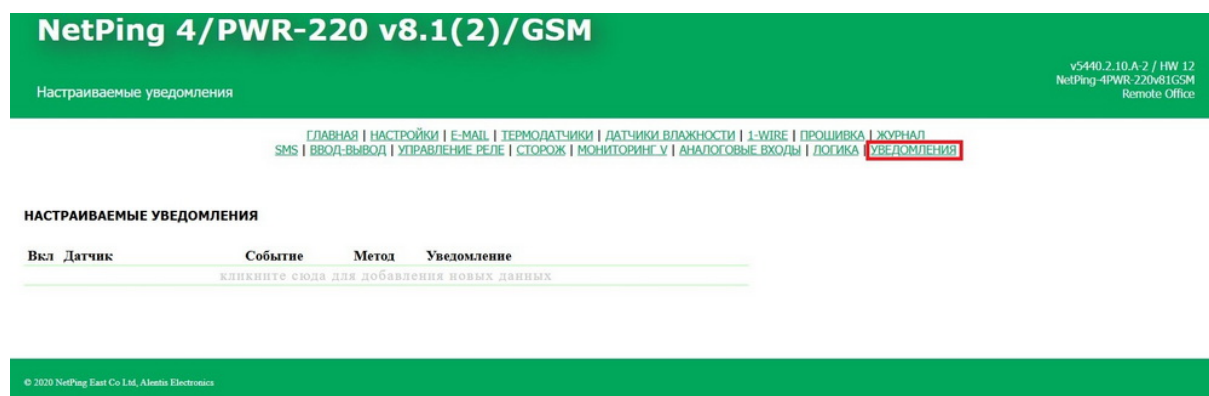 NetPing 4/PWR-220 v8.1(2)/GSM
v5440.2.10.A-2 / HW 12
NetPing-4PWR-220v81GSM
Remote Office
Настраиваемые уведомления
ГЛАВНАЯ | НАСТРОЙКИ | E-MAIL | ТЕРМОДАТЧИКИ | ДАТЧИКИ ВЛАЖНОСТИ | 1-WIRE | ПРОШИВКА | ЖУРНАЛ
SMS | ВВОД-ВЫВОД | УПРАВЛЕНИЕ РЕЛЕ | СТОРОЖ | МОНИТОРИНГ V | АНАЛОГОВЫЕ ВХОДЫ | ЛОГИКА | УВЕДОМЛЕНИЯ
НАСТРАИВАЕМЫЕ УВЕДОМЛЕНИЯ
Вкл Датчик Событие Метод Уведомление
кликните сюда для добавления новых данных
© 2020 NetPing East Co Ltd, Alentis Electronics